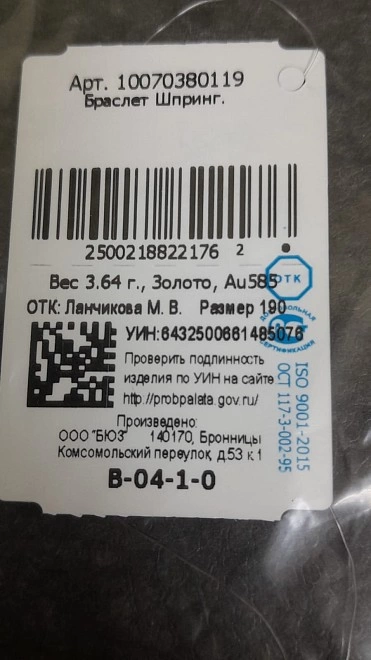 Арт. 10070380119
Браслет Шпринг.
2500218822176 2
Вес 3.64 г., Золото, Au585
ОТК
ОТК: Ланчикова М. В. Размер 190
УИН:6432500661485076
Проверить подлинность
изделия по УИН на сайте
http://probpalata.gov.ru/
Произведено:
ООО "БЮЗ" 140170, Бронницы
Комсомольский переулок, д.53 к.1
В-04-1-0
СЕРТИФИКАЦИЯ
ISO 9001-2015
ОСТ 117-3-002-95